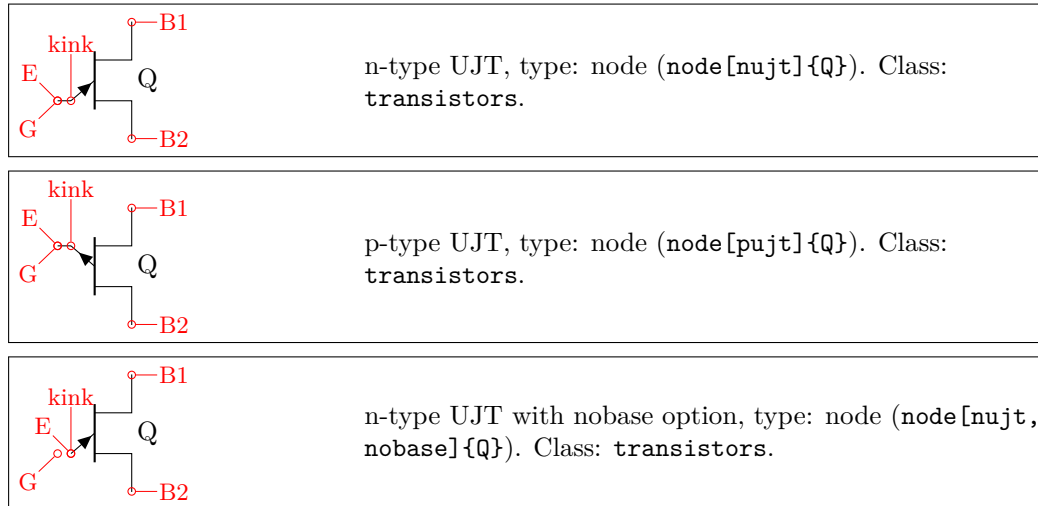 B1
kink
E
Q
G
B2
n-type UJT, type: node (node[nujt]{Q}). Class:
transistors.
kink
B1
E
G
Q
B2
p-type UJT, type: node (node[pujt]{Q}). Class:
transistors.
B1
kink
E
Q
G
B2
n-type UJT with nobase option, type: node (node[nujt,
nobase]{Q}). Class: transistors.